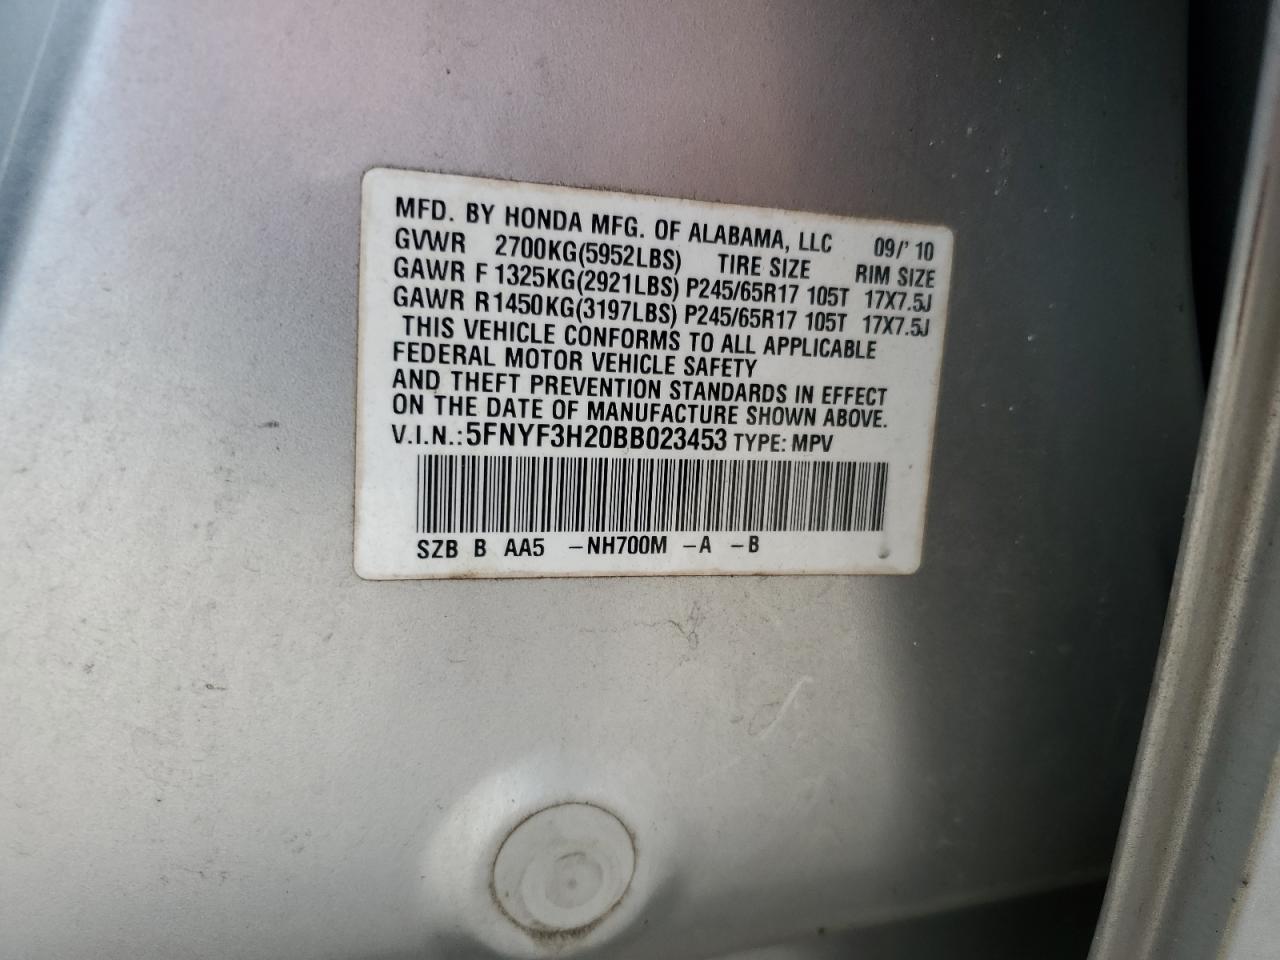 MFD. BY HONDA MFG. OF ALABAMA, LLC 09/'10
GVWR 2700KG(5952LBS) TIRE SIZE RIM SIZE
GAWR F 1325KG(2921LBS) P245/65R17 105T 17X7.5J
GAWR R1450KG(3197LBS) P245/65R17 105T 17X7.5J
THIS VEHICLE CONFORMS TO ALL APPLICABLE
FEDERAL MOTOR VEHICLE SAFETY
AND THEFT PREVENTION STANDARDS IN EFFECT
ON THE DATE OF MANUFACTURE SHOWN ABOVE.
V.I.N.:5FNYF3H20BB023453 TYPE: MPV
SZB B AA5 -NH700M -A -B